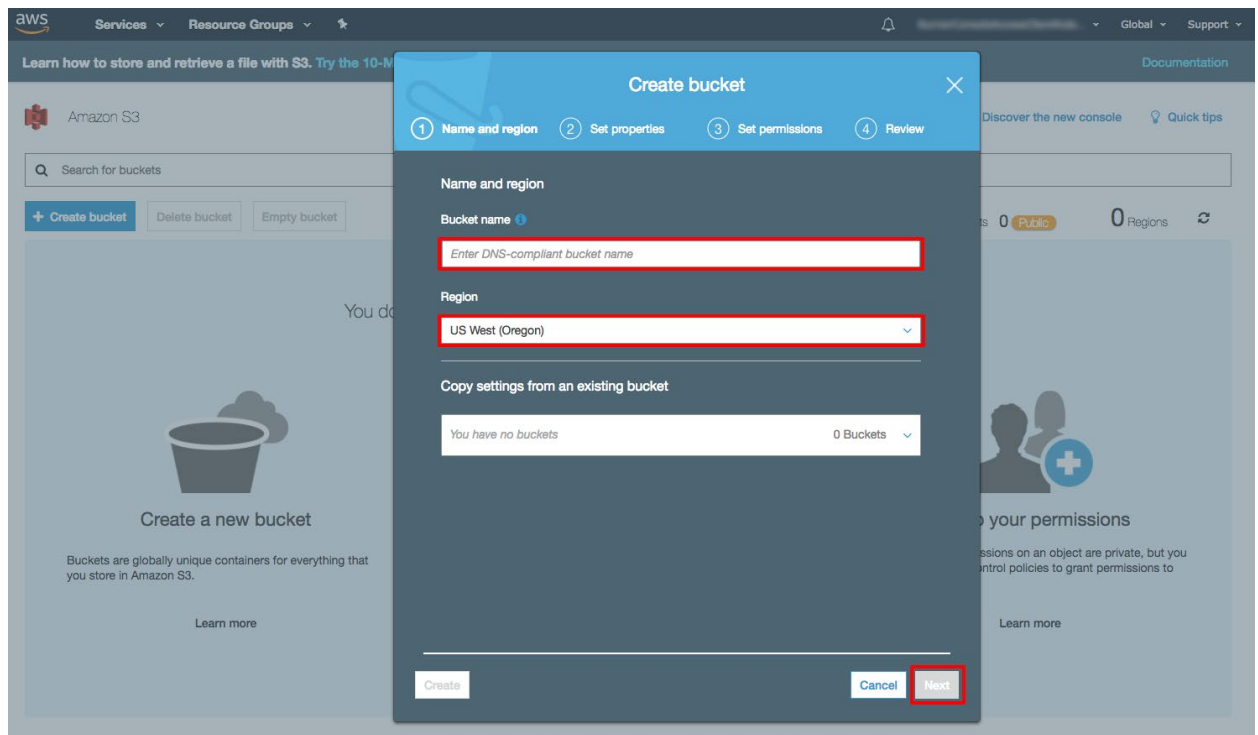 aws
Services
Resource Groups
Global
Support
Learn how to store and retrieve a file with S3. Try the 10-M
Documentation
Amazon S3
Discover the new console
Quick tips
Search for buckets
+ Create bucket
Delete bucket
Empty bucket
ts 0 Public
0 Regions
You do
Create a new bucket
Buckets are globally unique containers for everything that
you store in Amazon S3.
Learn more
Create bucket
1 Name and region
2 Set properties
3 Set permissions
4 Review
Name and region
Bucket name
Enter DNS-compliant bucket name
Region
US West (Oregon)
Copy settings from an existing bucket
You have no buckets
0 Buckets
Create
Cancel
Next
your permissions
ssions on an object are private, but you
ntrol policies to grant permissions to
Learn more